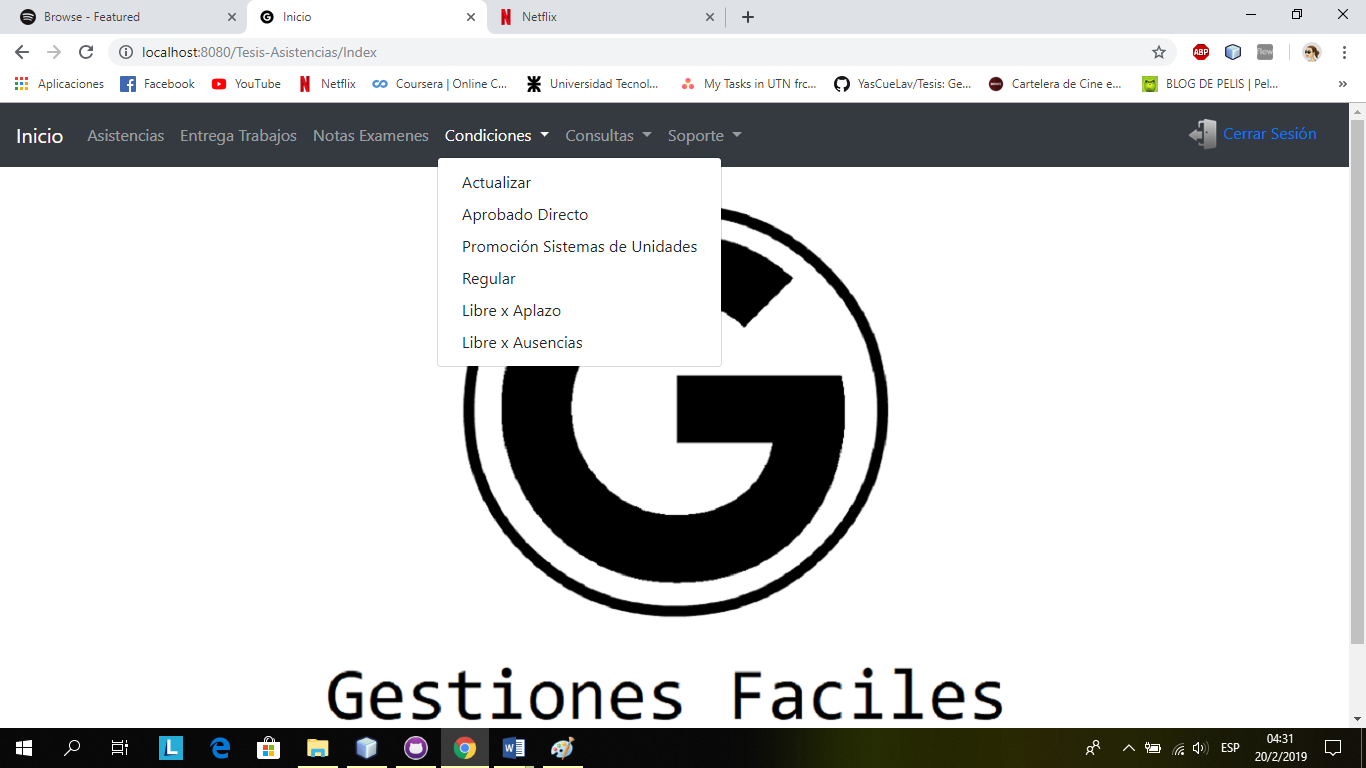 Browse - Featured
Inicio
Netflix
localhost:8080/Tesis-Asistencias/Index
ABP
flow
Aplicaciones
Facebook
YouTube
Netflix
Coursera | Online C...
Universidad Tecnol...
My Tasks in UTN frc...
YasCueLav/Tesis: Ge...
Cartelera de Cine e...
BLOG DE PELIS | Pel...
»
Inicio
Asistencias
Entrega Trabajos
Notas Examenes
Condiciones
Consultas
Soporte
Cerrar Sesión
Actualizar
Aprobado Directo
Promoción Sistemas de Unidades
Regular
Libre x Aplazo
Libre x Ausencias
G
Gestiones Faciles
L
ESP
04:31
20/2/2019